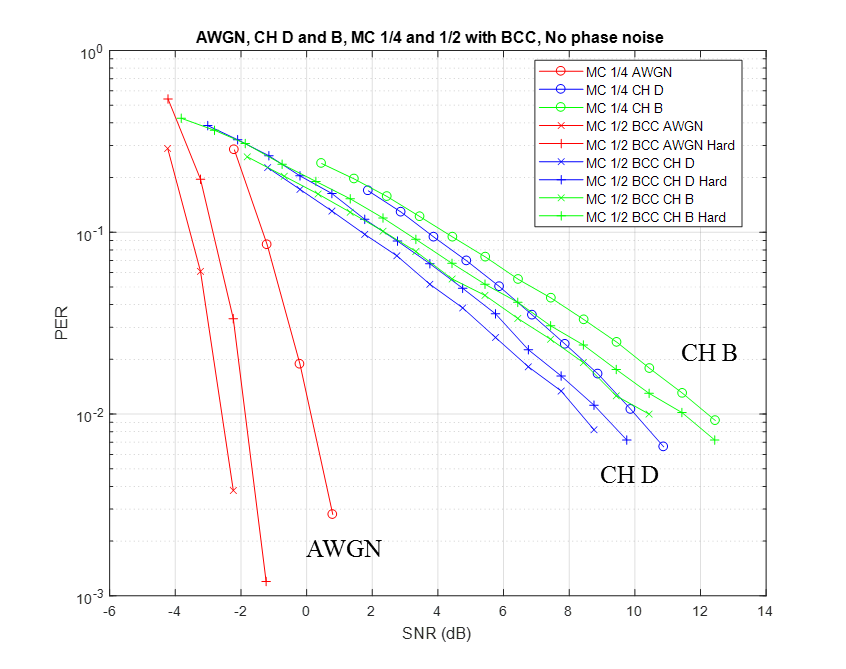 AWGN, CH D and B, MC 1/4 and 1/2 with BCC, No phase noise
10^0
MC 1/4 AWGN
MC 1/4 CH D
MC 1/4 CH B
MC 1/2 BCC AWGN
MC 1/2 BCC AWGN Hard
MC 1/2 BCC CH D
MC 1/2 BCC CH D Hard
MC 1/2 BCC CH B
MC 1/2 BCC CH B Hard
10^-1
PER
CH B
10^-2
CH D
AWGN
10^-3
-6 -4 -2 0 2 4 6 8 10 12 14
SNR (dB)